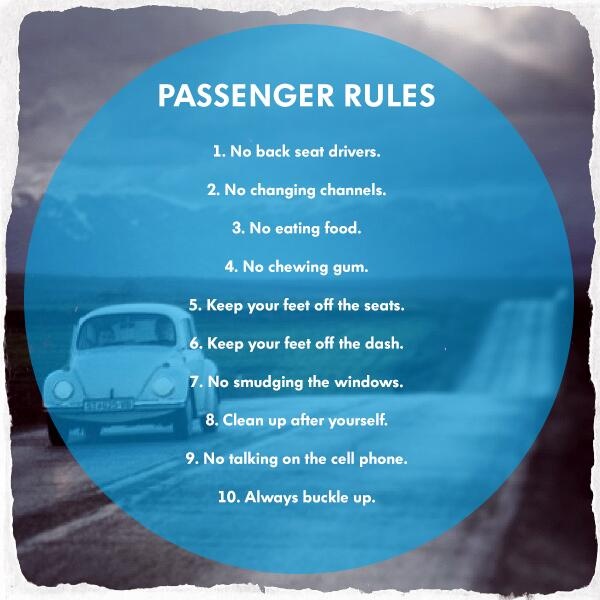 PASSENGER RULES
1. No back seat drivers.
2. No changing channels.
3. No eating food.
4. No chewing gum.
5. Keep your feet off the seats.
6. Keep your feet off the dash.
7. No smudging the windows.
8. Clean up after yourself.
9. No talking on the cell phone.
10. Always buckle up.